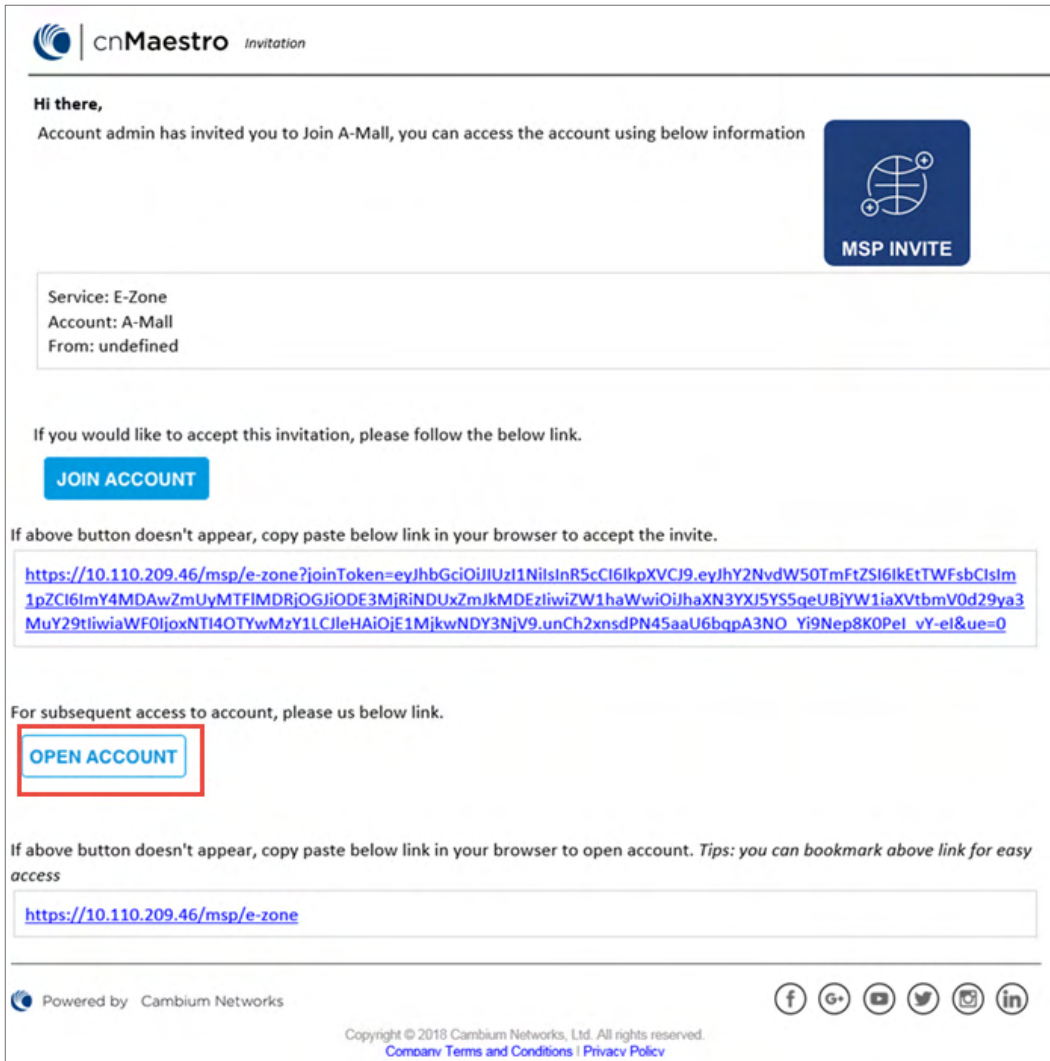 cnMaestro Invitation
Hi there,
Account admin has invited you to Join A-Mall, you can access the account using below information
MSP INVITE
Service: E-Zone
Account: A-Mall
From: undefined
If you would like to accept this invitation, please follow the below link.
JOIN ACCOUNT
If above button doesn't appear, copy paste below link in your browser to accept the invite.
https://10.110.209.46/msp/e-zone?joinToken=eyJhbGciOiJIUzI1NiIsInR5cCI6IkpXVCJ9.eyJhY2NvdW50TmFtZSI6IkEtTWFsbCIsIm
1pZCI6ImY4MDAwZmUyMTFlMDRjOGJiODE3MjRiNDUxZmJkMDEzIiwiZW1haWwiOiJhaXN3YXJ5YS5qeUBjYW1iaXVtbmV0d29ya3
MuY29tIiwiaWF0IjoxNTI4OTYwMzY1LCJleHAiOjE1MjkwNDY3NjV9.unCh2xnsdPN45aaU6bqpA3NO_Yi9Nep8K0PeI_vY-eI&ue=0
For subsequent access to account, please us below link.
OPEN ACCOUNT
If above button doesn't appear, copy paste below link in your browser to open account. Tips: you can bookmark above link for easy
access
https://10.110.209.46/msp/e-zone
Powered by Cambium Networks
Copyright © 2018 Cambium Networks, Ltd. All rights reserved.
Company Terms and Conditions | Privacy Policy